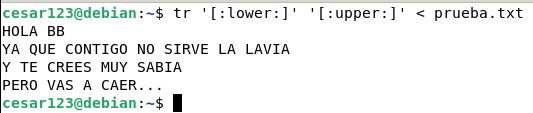 cesar123@debian:~$ tr '[:lower:]' '[:upper:]' < prueba.txt
HOLA BB
YA QUE CONTIGO NO SIRVE LA LAVIA
Y TE CREES MUY SABIA
PERO VAS A CAER...
cesar123@debian:~$